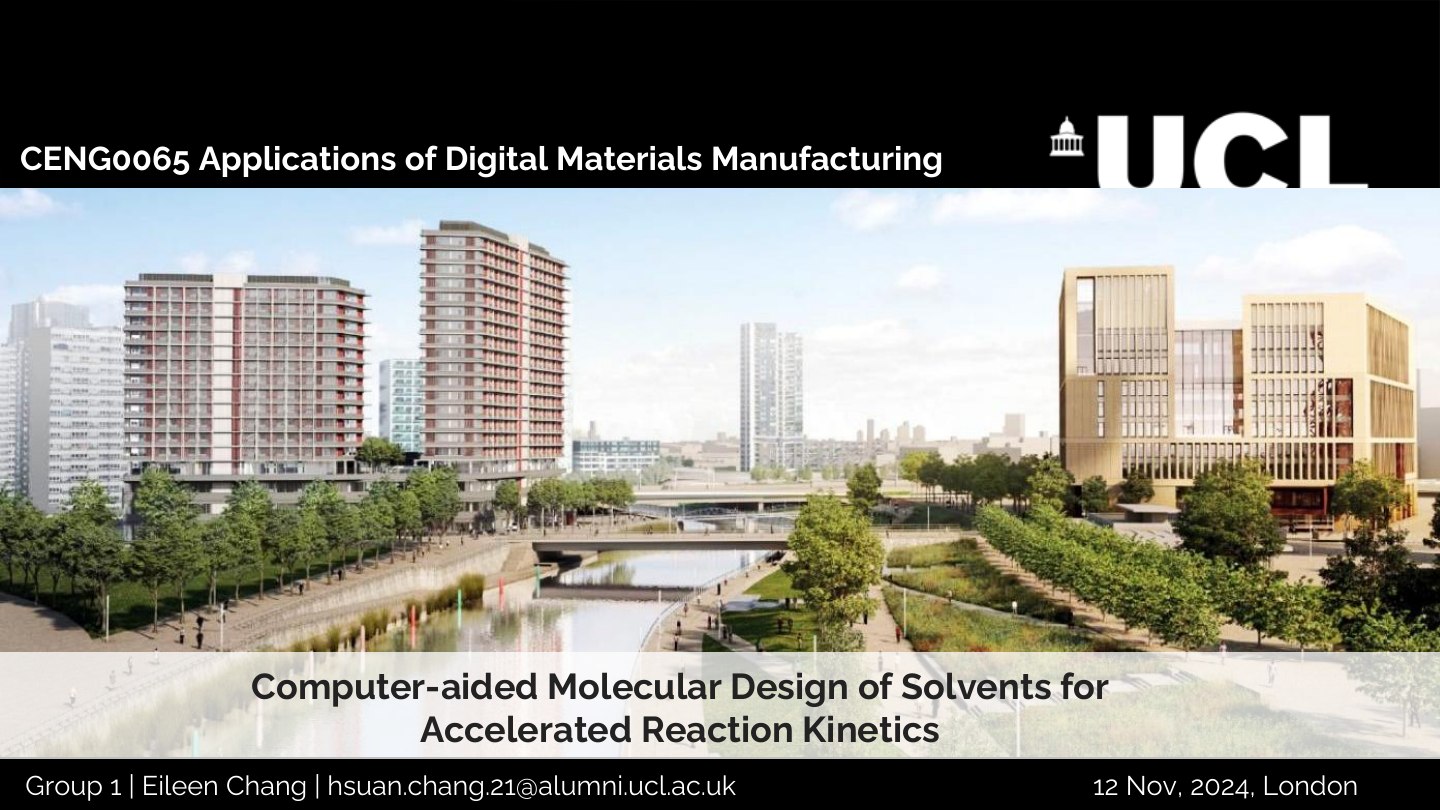 CENG0065 Applications of Digital Materials Manufacturing
UCL
Computer-aided Molecular Design of Solvents for
Accelerated Reaction Kinetics
Group 1 | Eileen Chang | hsuan.chang.21@alumni.ucl.ac.uk
12 Nov, 2024, London